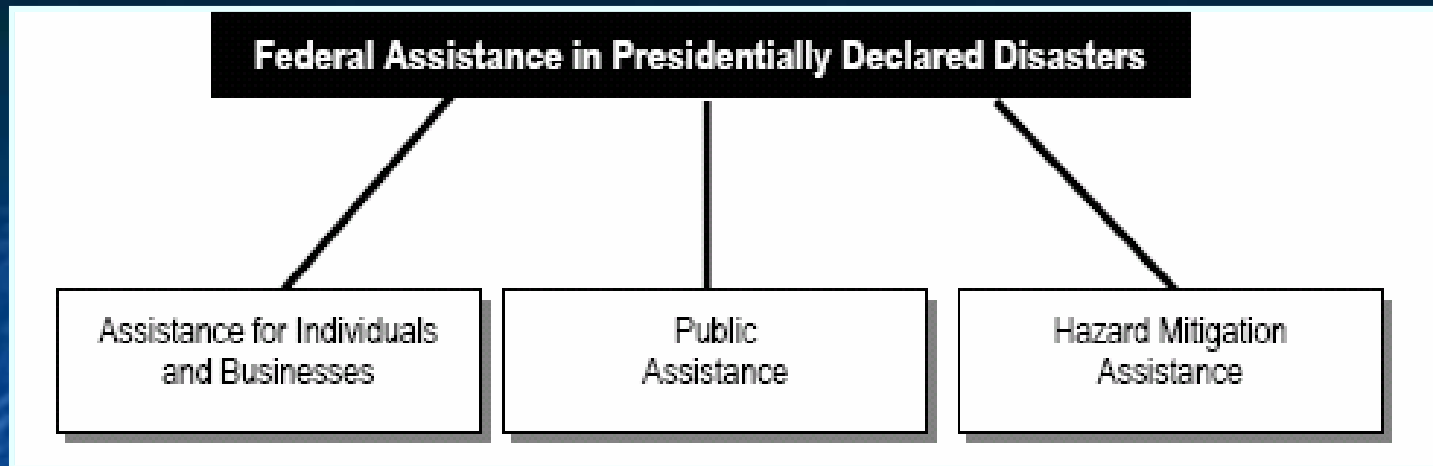 Federal Assistance in Presidentially Declared Disasters
Assistance for Individuals
and Businesses
Public
Assistance
Hazard Mitigation
Assistance